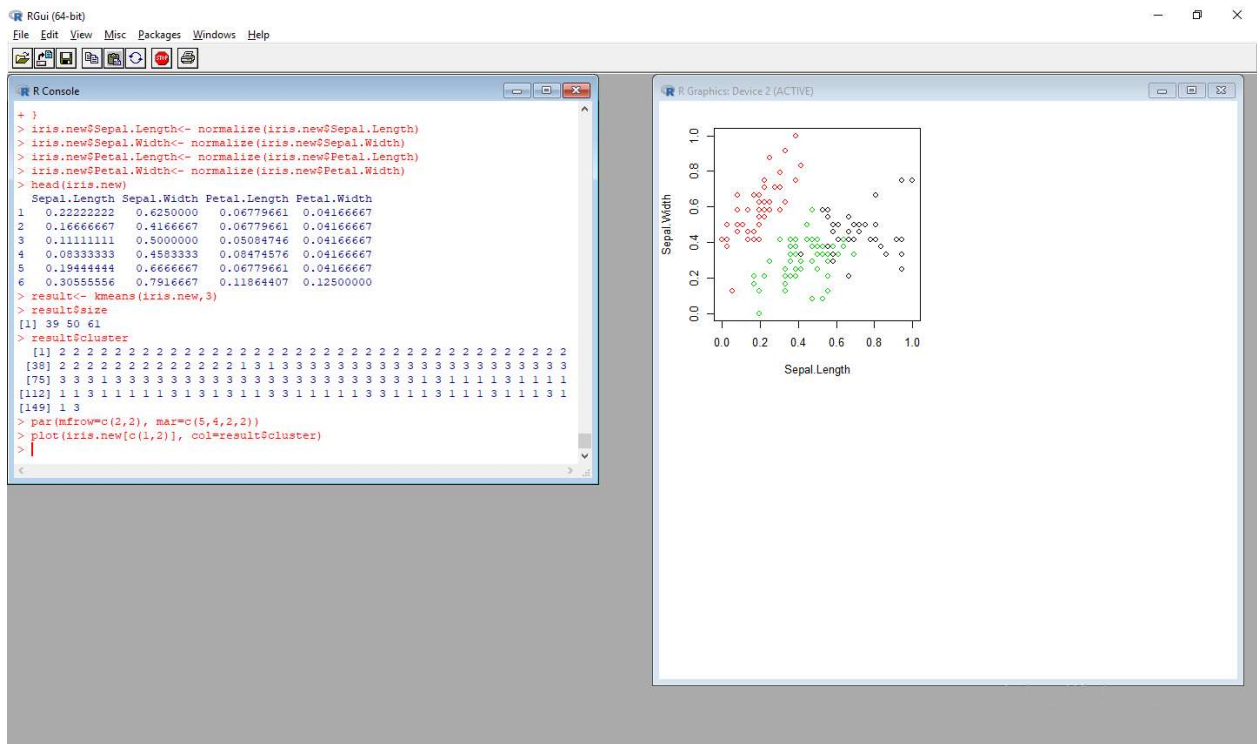 RGui (64-bit)
File Edit View Misc Packages Windows Help
STOP
R Console
+ }
> iris.new$Sepal.Length<- normalize(iris.new$Sepal.Length)
> iris.new$Sepal.Width<- normalize(iris.new$Sepal.Width)
> iris.new$Petal.Length<- normalize(iris.new$Petal.Length)
> iris.new$Petal.Width<- normalize(iris.new$Petal.Width)
> head(iris.new)
  Sepal.Length Sepal.Width Petal.Length Petal.Width
1   0.22222222   0.6250000   0.06779661  0.04166667
2   0.16666667   0.4166667   0.06779661  0.04166667
3   0.11111111   0.5000000   0.05084746  0.04166667
4   0.08333333   0.4583333   0.08474576  0.04166667
5   0.19444444   0.6666667   0.06779661  0.04166667
6   0.30555556   0.7916667   0.11864407  0.12500000
> result<- kmeans(iris.new,3)
> result$size
[1] 39 50 61
> result$cluster
  [1] 2 2 2 2 2 2 2 2 2 2 2 2 2 2 2 2 2 2 2 2 2 2 2 2 2 2 2 2 2 2 2 2 2 2 2 2 2
 [38] 2 2 2 2 2 2 2 2 2 2 2 2 2 1 3 1 3 3 3 3 3 3 3 3 3 3 3 3 3 3 3 3 3 3 3 3 3
 [75] 3 3 3 1 3 3 3 3 3 3 3 3 3 3 3 3 3 3 3 3 3 3 3 3 3 3 1 3 1 1 1 1 3 1 1 1 1
[112] 1 1 3 1 1 1 1 1 3 1 3 1 3 1 1 3 3 1 1 1 1 1 3 3 1 1 1 3 1 1 1 3 1 1 3 1
[149] 1 3
> par(mfrow=c(2,2), mar=c(5,4,2,2))
> plot(iris.new[c(1,2)], col=result$cluster)
>
R Graphics: Device 2 (ACTIVE)
Sepal.Width
0.0 0.2 0.4 0.6 0.8 1.0
0.0 0.2 0.4 0.6 0.8 1.0
Sepal.Length